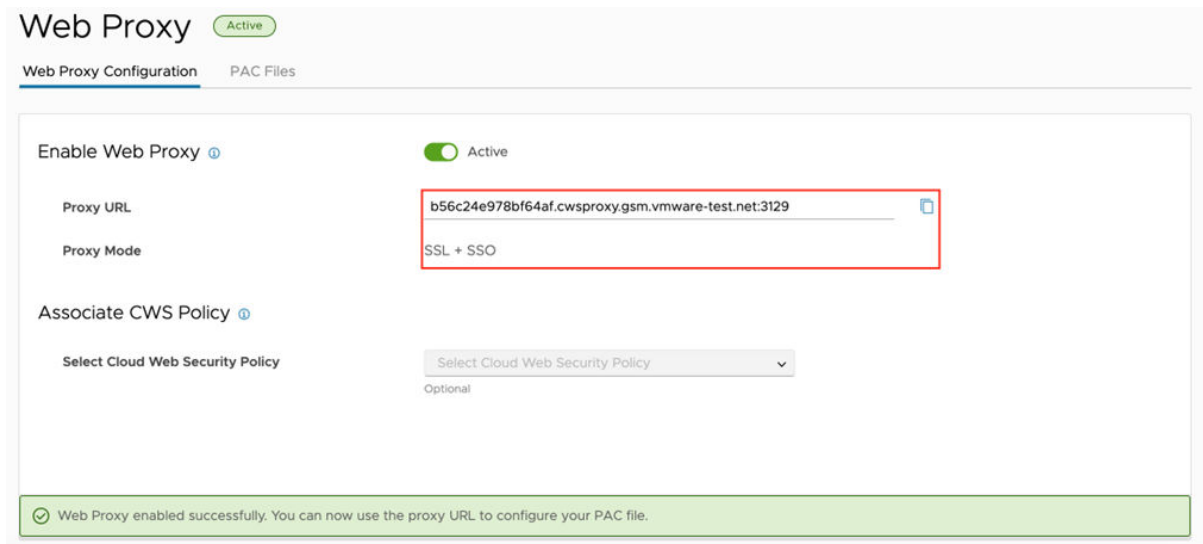 Web Proxy Active
Web Proxy Configuration PAC Files
Enable Web Proxy Active
Proxy URL b56c24e978bf64af.cwsproxy.gsm.vmware-test.net:3129
Proxy Mode SSL + SSO
Associate CWS Policy
Select Cloud Web Security Policy Select Cloud Web Security Policy
Optional
Web Proxy enabled successfully. You can now use the proxy URL to configure your PAC file.